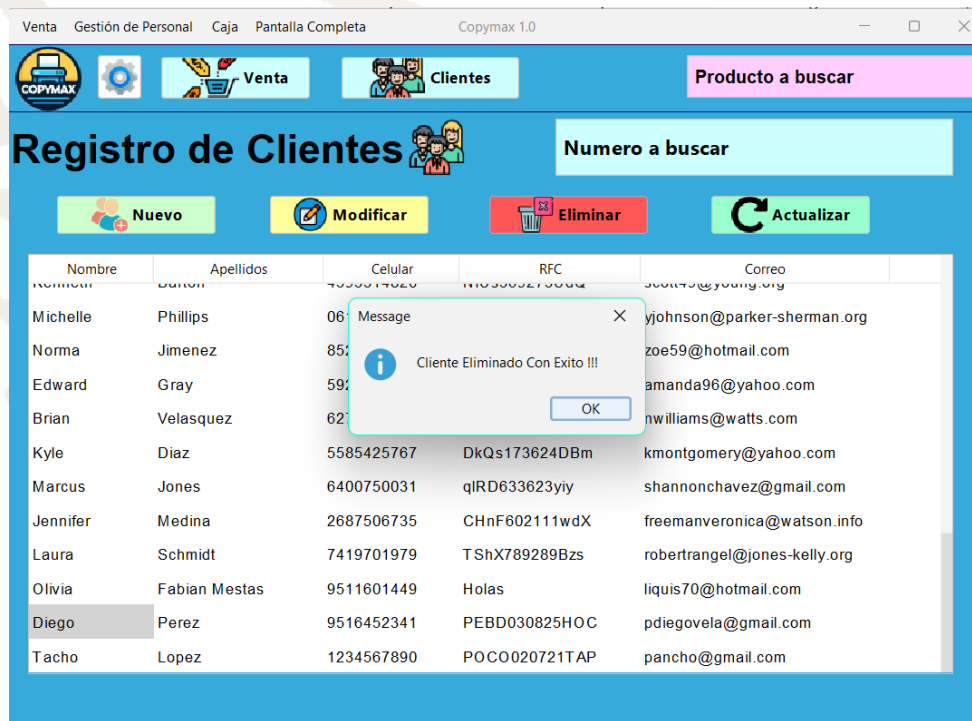 Venta Gestión de Personal Caja Pantalla Completa Copymax 1.0
COPYMAX Venta Clientes Producto a buscar
Registro de Clientes Numero a buscar
Nuevo Modificar Eliminar Actualizar
Nombre Apellidos Celular RFC Correo
Michelle Phillips yjohnson@parker-sherman.org
Message
Norma Jimenez zoe59@hotmail.com
Cliente Eliminado Con Exito !!!
Edward Gray amanda96@yahoo.com
OK
Brian Velasquez nwilliams@watts.com
Kyle Diaz 5585425767 DkQs173624DBm kmontgomery@yahoo.com
Marcus Jones 6400750031 qlRD633623yiy shannonchavez@gmail.com
Jennifer Medina 2687506735 CHnF602111wdX freemanveronica@watson.info
Laura Schmidt 7419701979 TShX789289Bzs robertrangel@jones-kelly.org
Olivia Fabian Mestas 9511601449 Holas liquis70@hotmail.com
Diego Perez 9516452341 PEBD030825HOC pdiegovela@gmail.com
Tacho Lopez 1234567890 POCO020721TAP pancho@gmail.com